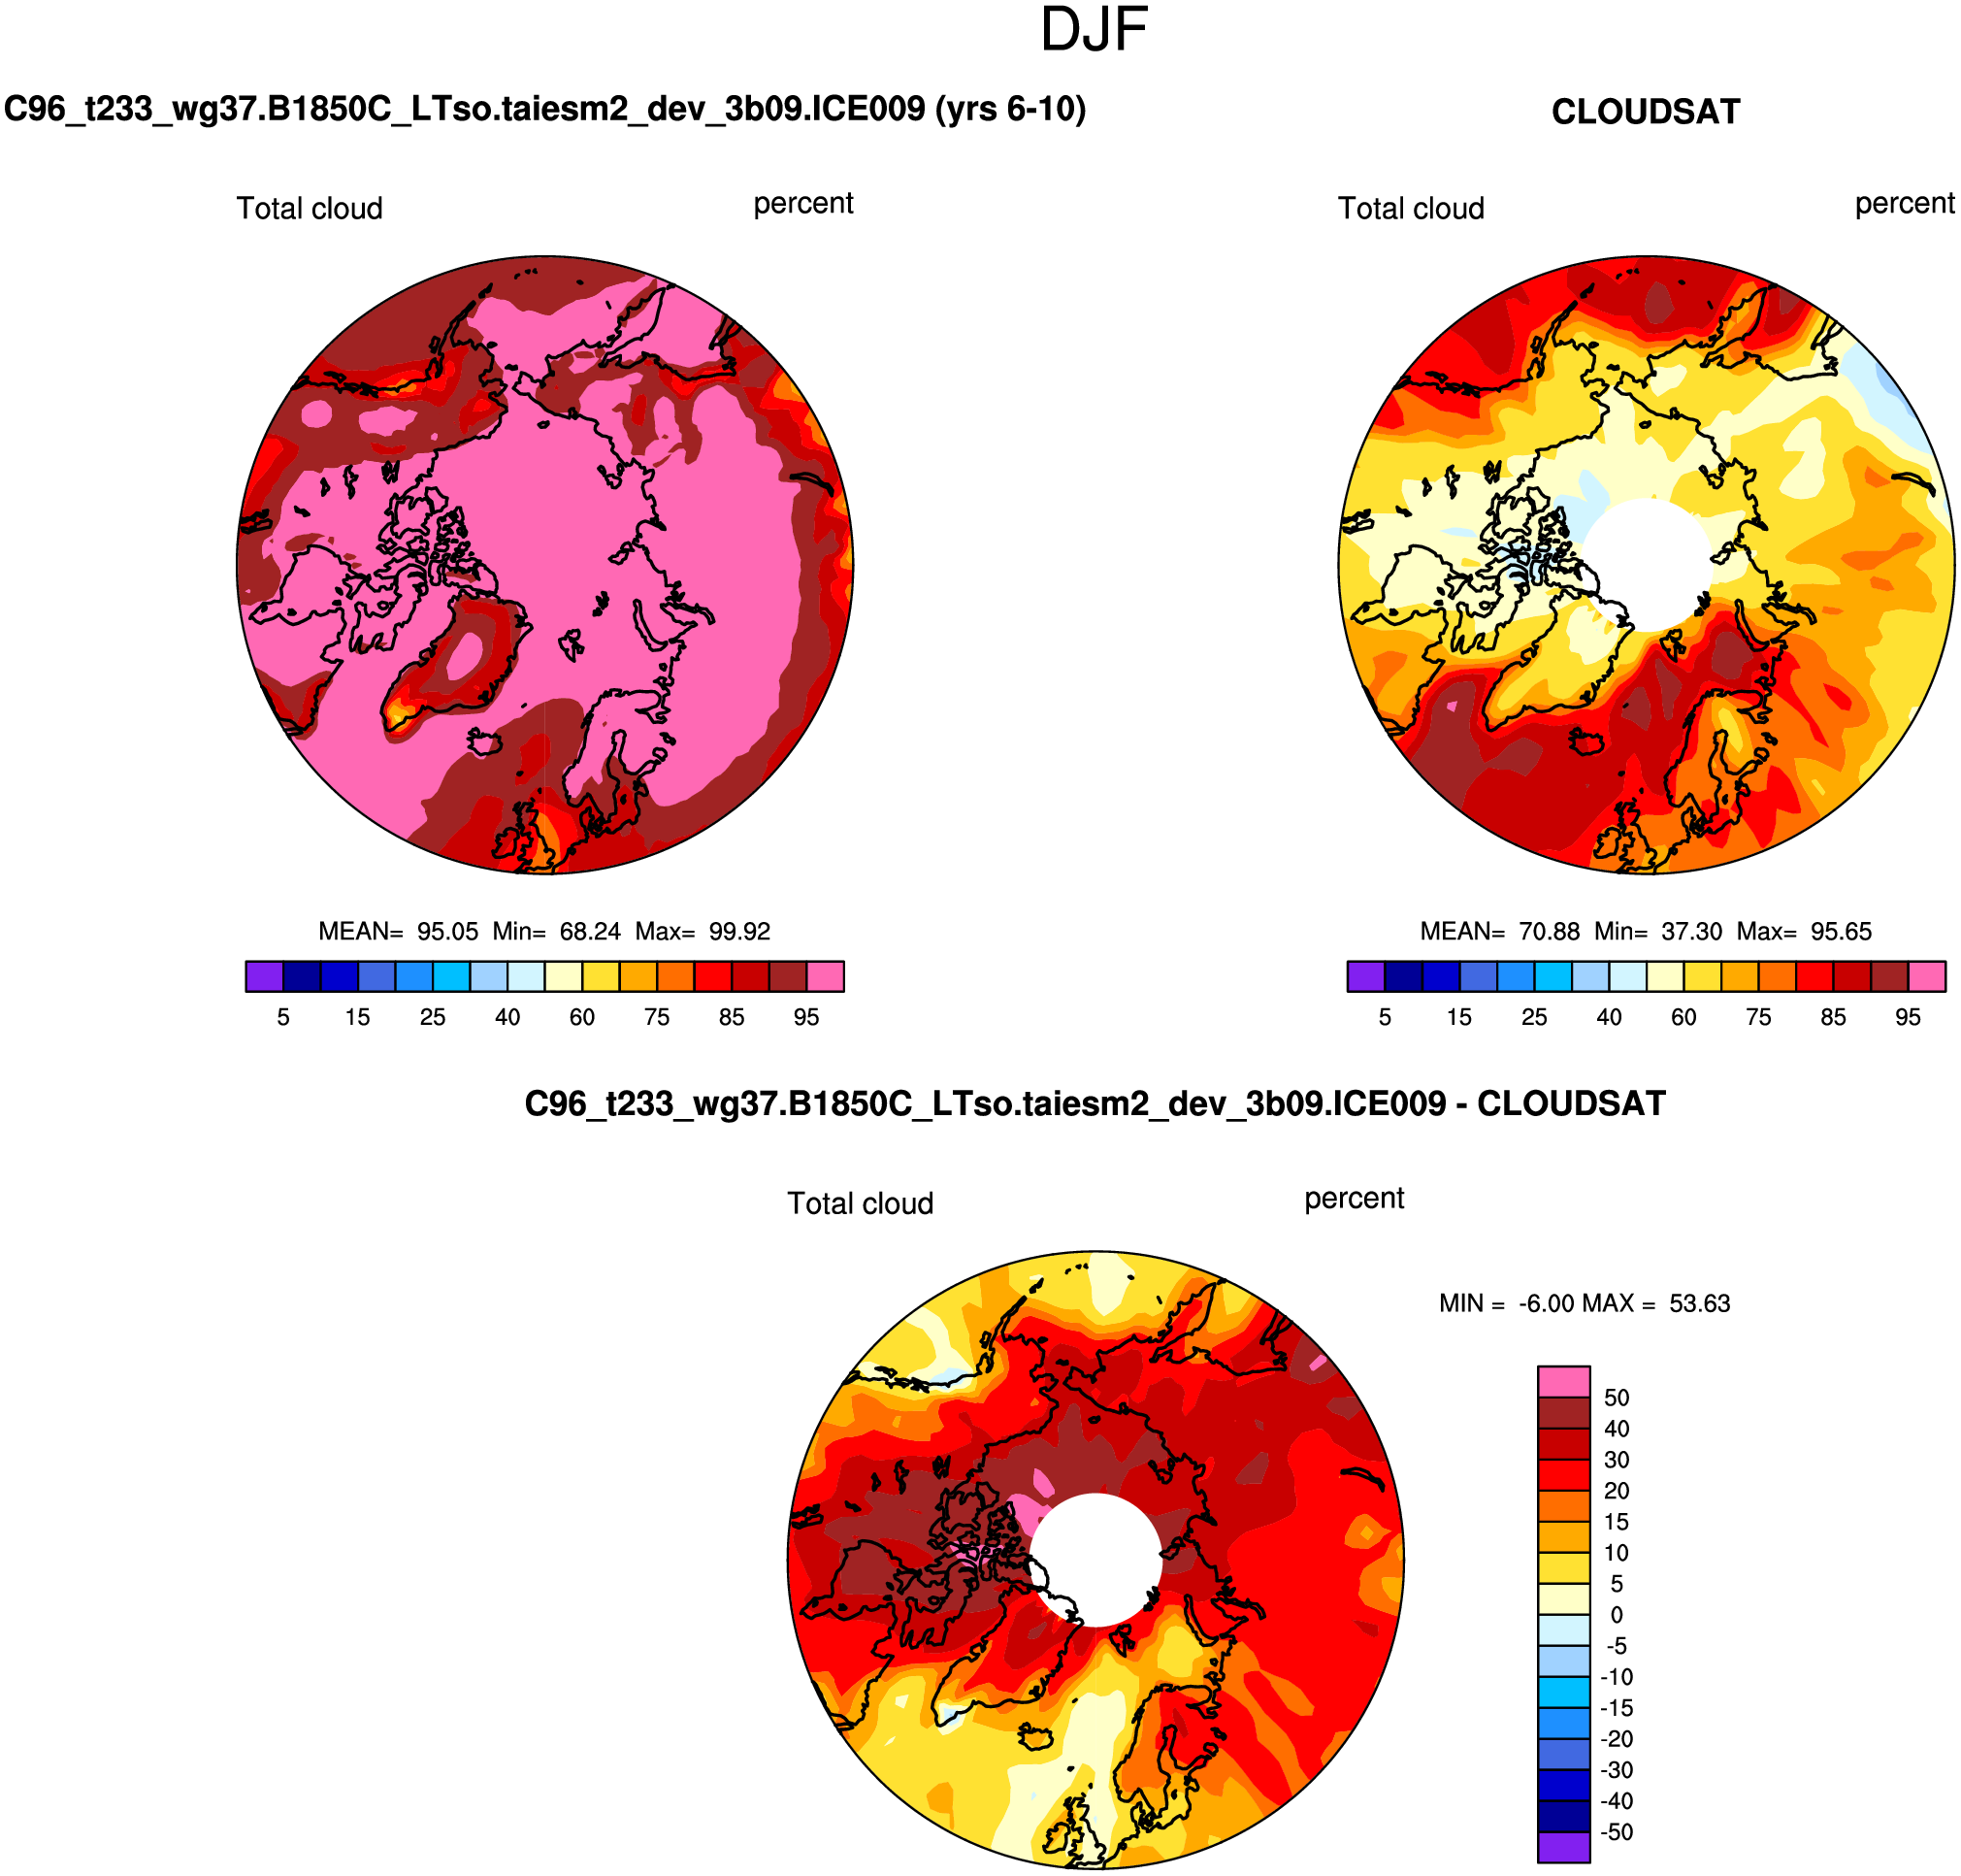 DJF
C96_t233_wg37.B1850C_LTso.taiesm2_dev_3b09.ICE009 (yrs 6-10)
CLOUDSAT
Total cloud percent
Total cloud percent
MEAN= 95.05 Min= 68.24 Max= 99.92
MEAN= 70.88 Min= 37.30 Max= 95.65
5 15 25 40 60 75 85 95
5 15 25 40 60 75 85 95
C96_t233_wg37.B1850C_LTso.taiesm2_dev_3b09.ICE009 - CLOUDSAT
Total cloud percent
MIN = -6.00 MAX = 53.63
50
40
30
20
15
10
5
0
-5
-10
-15
-20
-30
-40
-50